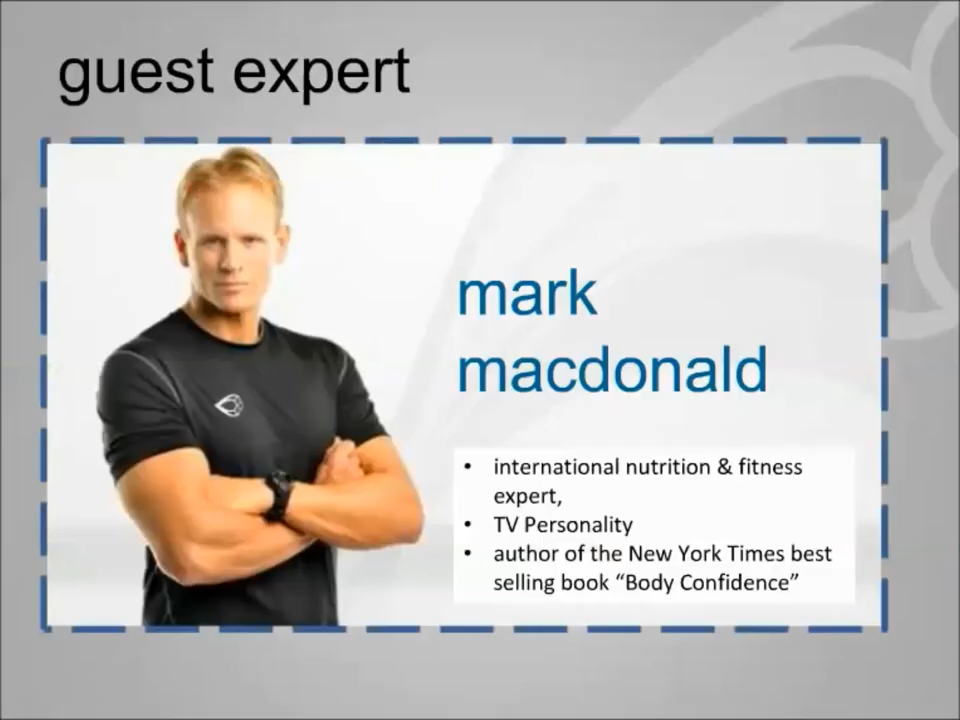 guest expert
mark
macdonald
• international nutrition & fitness
expert,
• TV Personality
• author of the New York Times best
selling book “Body Confidence”